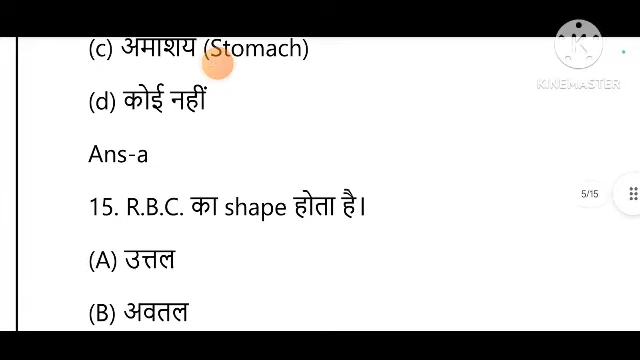 (c) अमाशय (Stomach)
(d) कोई नहीं
Ans-a
15. R.B.C. का shape होता है।
(A) उत्तल
(B) अवतल
K
KINEMASTER
5/15